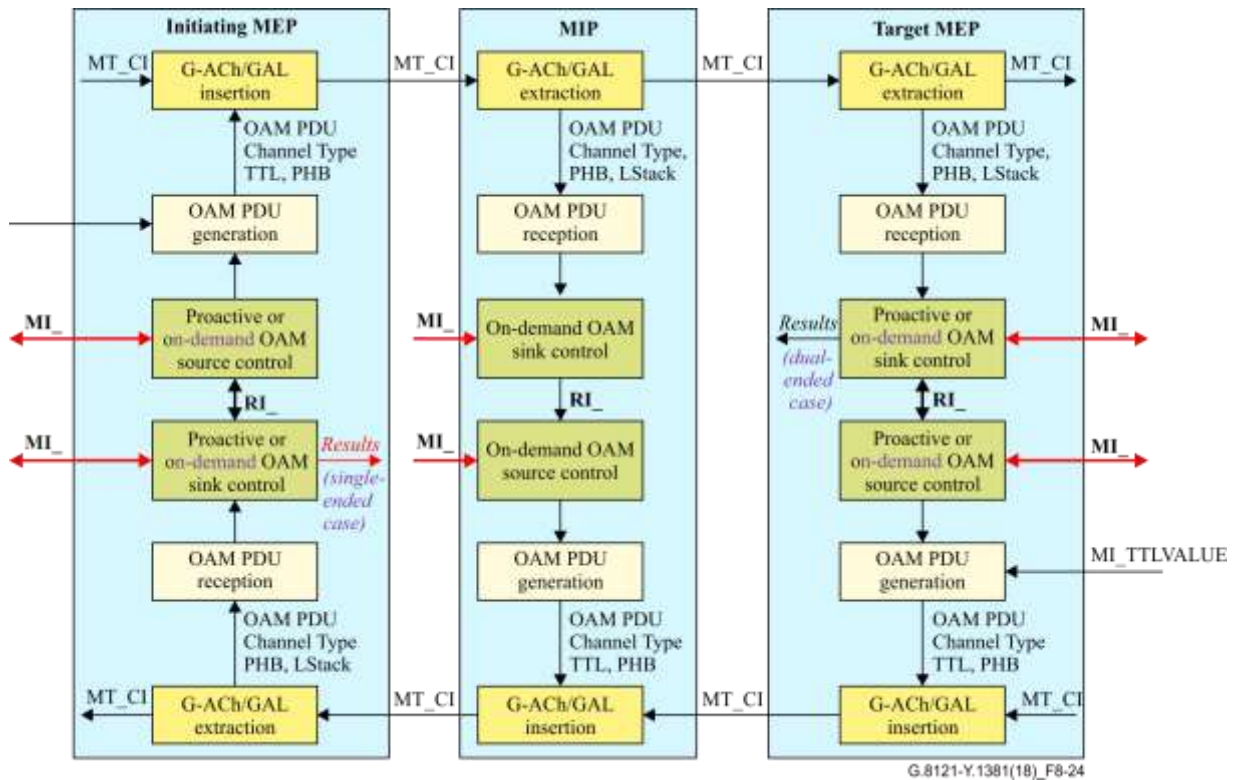 Initiating MEP
MT_CI
G-ACh/GAL
insertion
OAM PDU
Channel Type
TTL, PHB
OAM PDU
generation
MI_
Proactive or
on-demand OAM
source control
RI_
MI_
Proactive or
on-demand OAM
sink control
Results
(single-
ended
case)
OAM PDU
reception
OAM PDU
Channel Type
PHB, LStack
MT_CI
G-ACh/GAL
extraction
MT_CI
MT_CI
MIP
G-ACh/GAL
extraction
OAM PDU
Channel Type,
PHB, LStack
OAM PDU
reception
MI_
On-demand OAM
sink control
RI_
MI_
On-demand OAM
source control
OAM PDU
generation
OAM PDU
Channel Type
TTL, PHB
G-ACh/GAL
insertion
MT_CI
MT_CI
Target MEP
G-ACh/GAL
extraction
MT_CI
OAM PDU
Channel Type,
PHB, LStack
OAM PDU
reception
Results
(dual-
ended
case)
Proactive or
on-demand OAM
sink control
MI_
RI_
Proactive or
on-demand OAM
source control
MI_
OAM PDU
generation
MI_TTLVALUE
OAM PDU
Channel Type
TTL, PHB
G-ACh/GAL
insertion
MT_CI
G.8121-Y.1381(18)_F8-24